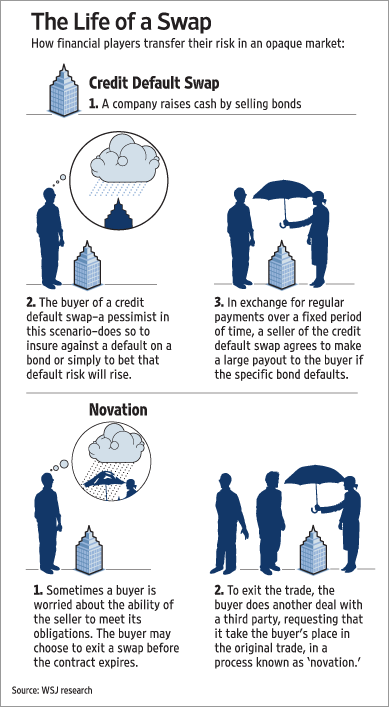 The Life of a Swap
How financial players transfer their risk in an opaque market:
Credit Default Swap
1. A company raises cash by selling bonds
2. The buyer of a credit
default swap–a pessimist in
this scenario–does so to
insure against a default on a
bond or simply to bet that
default risk will rise.
3. In exchange for regular
payments over a fixed period
of time, a seller of the credit
default swap agrees to make
a large payout to the buyer if
the specific bond defaults.
Novation
1. Sometimes a buyer is
worried about the ability of
the seller to meet its
obligations. The buyer may
choose to exit a swap before
the contract expires.
2. To exit the trade, the
buyer does another deal with
a third party, requesting that
it take the buyer's place in
the original trade, in a
process known as 'novation.'
Source: WSJ research